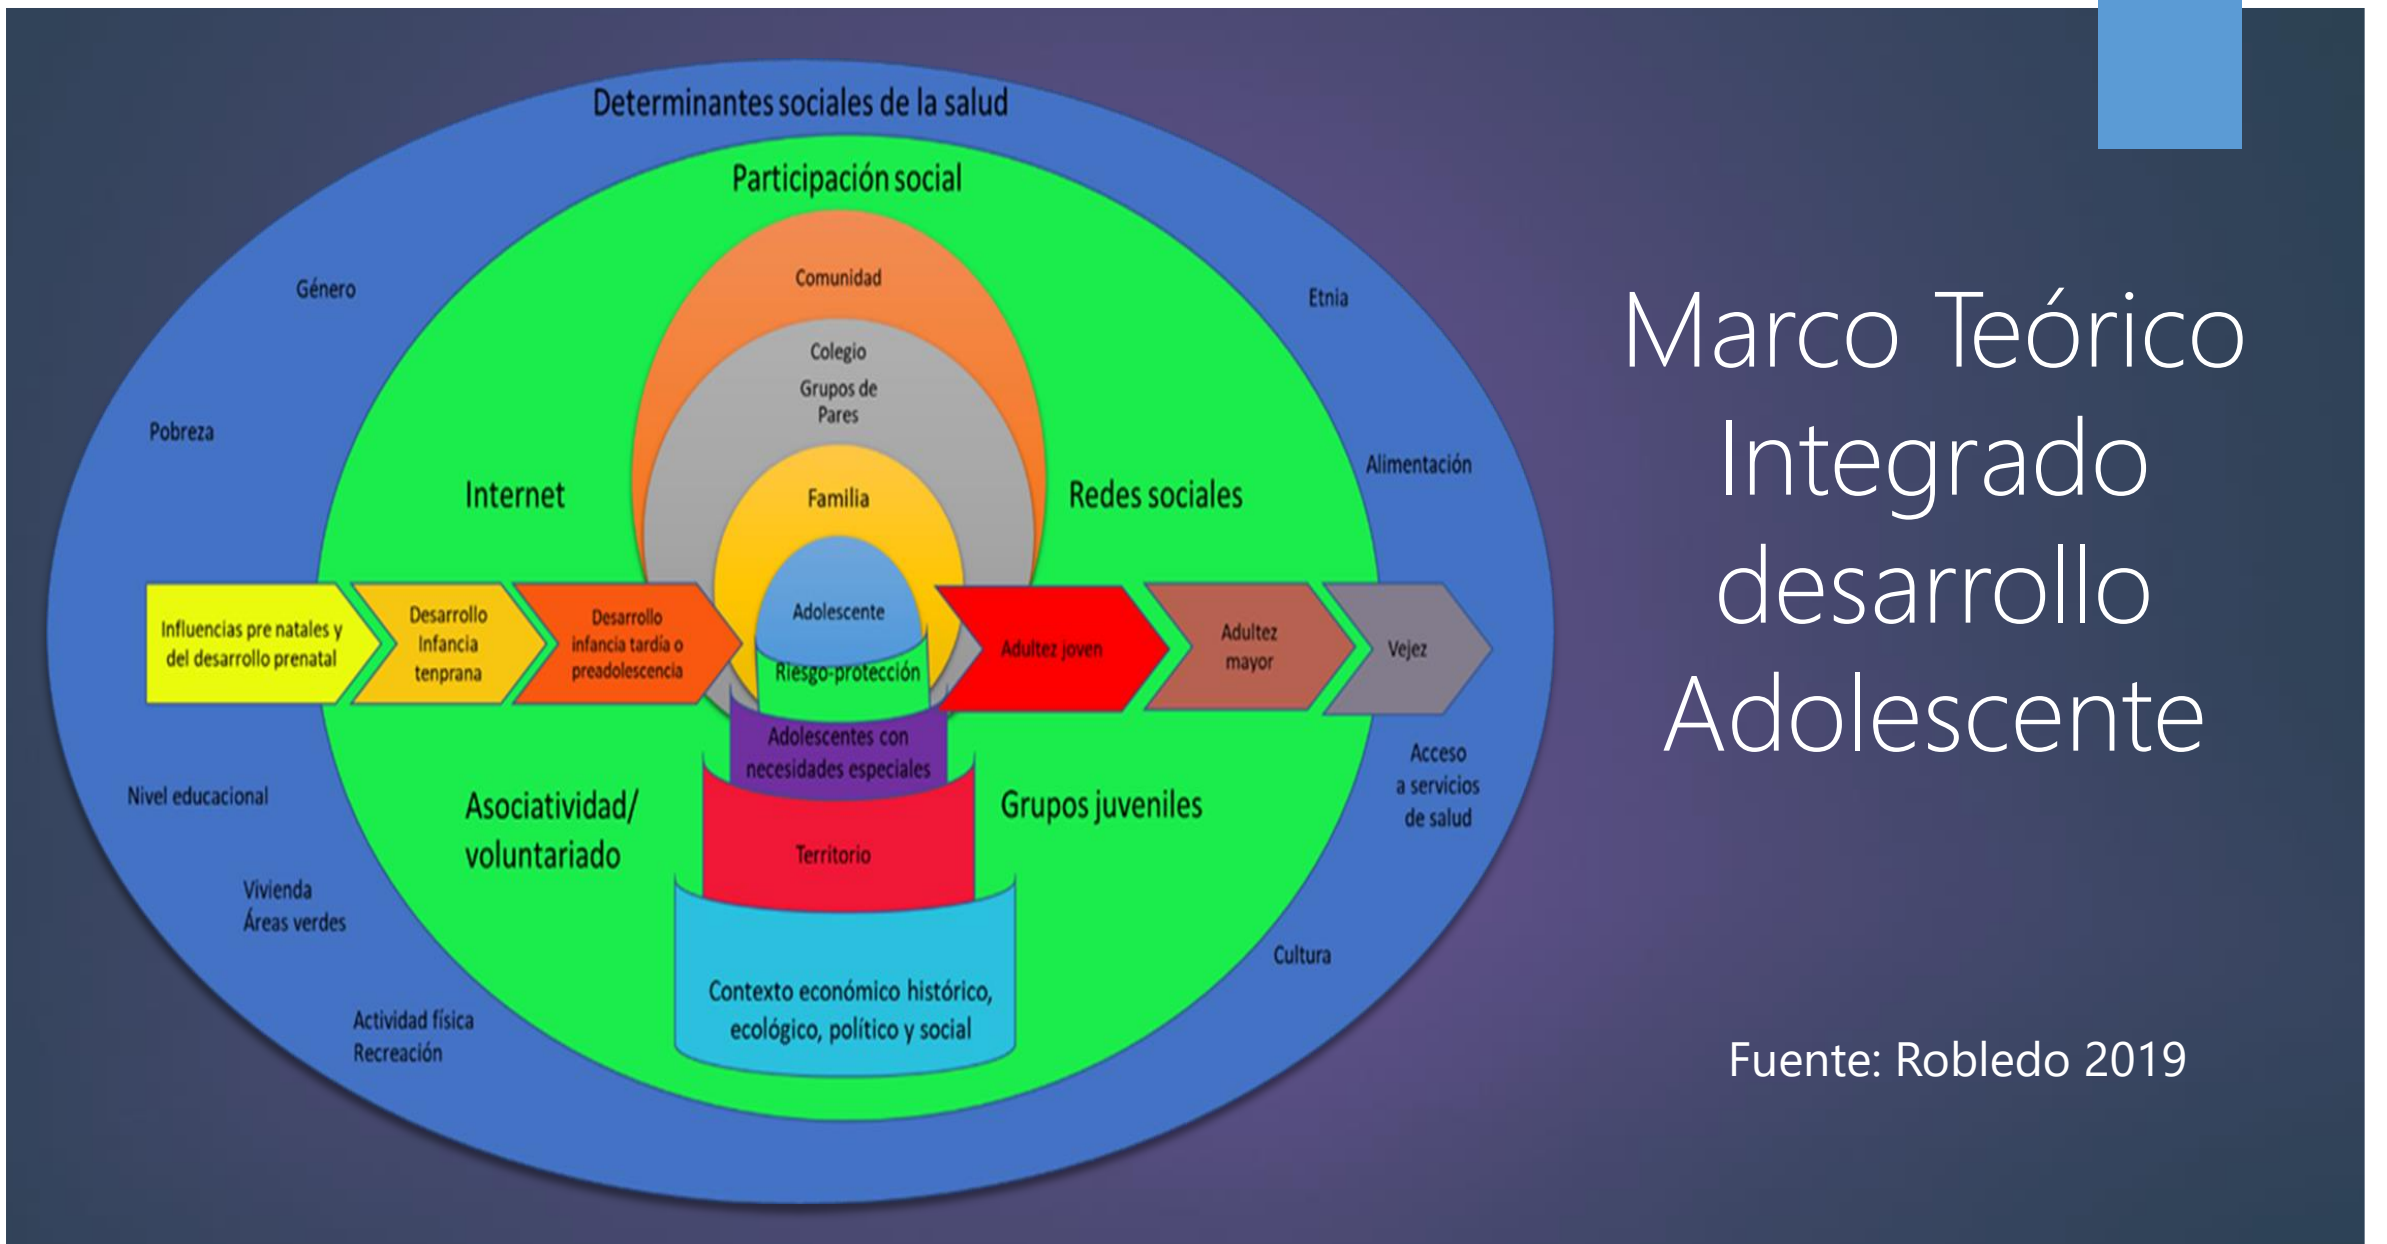 Determinantes sociales de la salud
Participación social
Comunidad
Género
Etnia
Colegio
Grupos de
Pares
Pobreza
Alimentación
Internet
Familia
Redes sociales
Influencias pre natales y
del desarrollo prenatal
Desarrollo
Infancia
tenprana
Desarrollo
infancia tardía o
preadolescencia
Adolescente
Adultez joven
Adultez
mayor
Vejez
Riesgo-protección
Adolescentes con
necesidades especiales
Acceso
a servicios
de salud
Nivel educacional
Asociatividad/
voluntariado
Grupos juveniles
Territorio
Vivienda
Áreas verdes
Cultura
Contexto económico histórico,
ecológico, político y social
Actividad física
Recreación
Marco Teórico
Integrado
desarrollo
Adolescente
Fuente: Robledo 2019